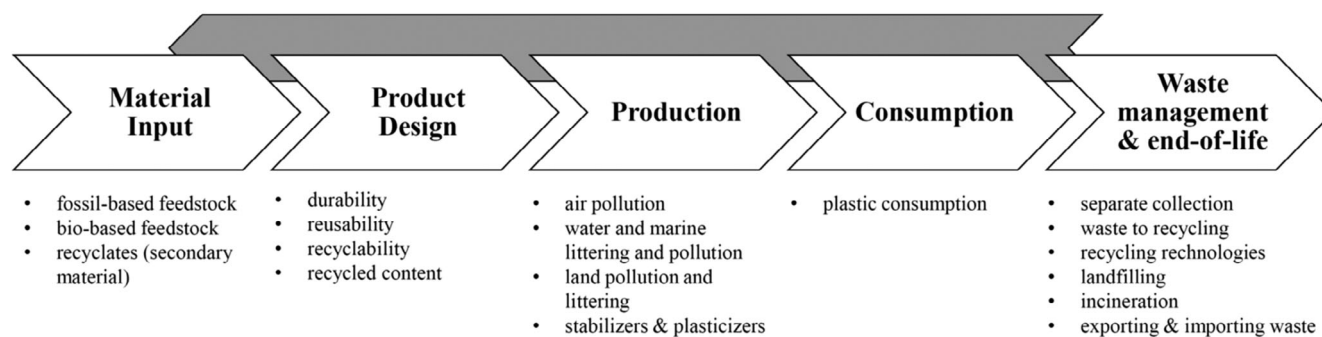 Material
Input
Product
Design
Production
Consumption
Waste
management
& end-of-life
• fossil-based feedstock
• bio-based feedstock
• recyclates (secondary
material)
• durability
• reusability
• recyclability
• recycled content
• air pollution
• water and marine
littering and pollution
• land pollution and
littering
• stabilizers & plasticizers
• plastic consumption
• separate collection
• waste to recycling
• recycling rechnologies
• landfilling
• incineration
• exporting & importing waste